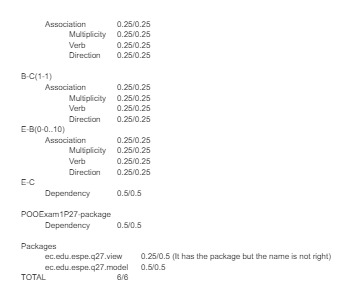 Association 0.25/0.25
Multiplicity 0.25/0.25
Verb 0.25/0.25
Direction 0.25/0.25
B-C(1-1)
Association 0.25/0.25
Multiplicity 0.25/0.25
Verb 0.25/0.25
Direction 0.25/0.25
E-B(0-0..10)
Association 0.25/0.25
Multiplicity 0.25/0.25
Verb 0.25/0.25
Direction 0.25/0.25
E-C
Dependency 0.5/0.5
POOExam1P27-package
Dependency 0.5/0.5
Packages
ec.edu.espe.q27.view 0.25/0.5 (It has the package but the name is not right)
ec.edu.espe.q27.model 0.5/0.5
TOTAL 6/6